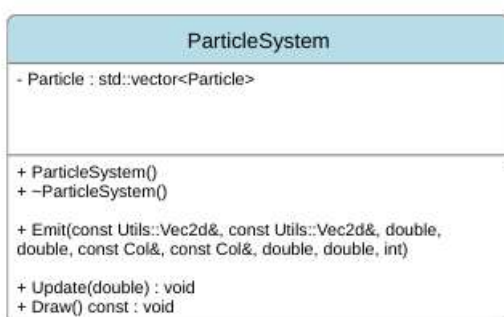 ParticleSystem
- Particle : std::vector<Particle>
+ ParticleSystem()
+ ~ParticleSystem()
+ Emit(const Utils::Vec2d&, const Utils::Vec2d&, double,
double, const Col&, const Col&, double, double, int)
+ Update(double) : void
+ Draw() const : void